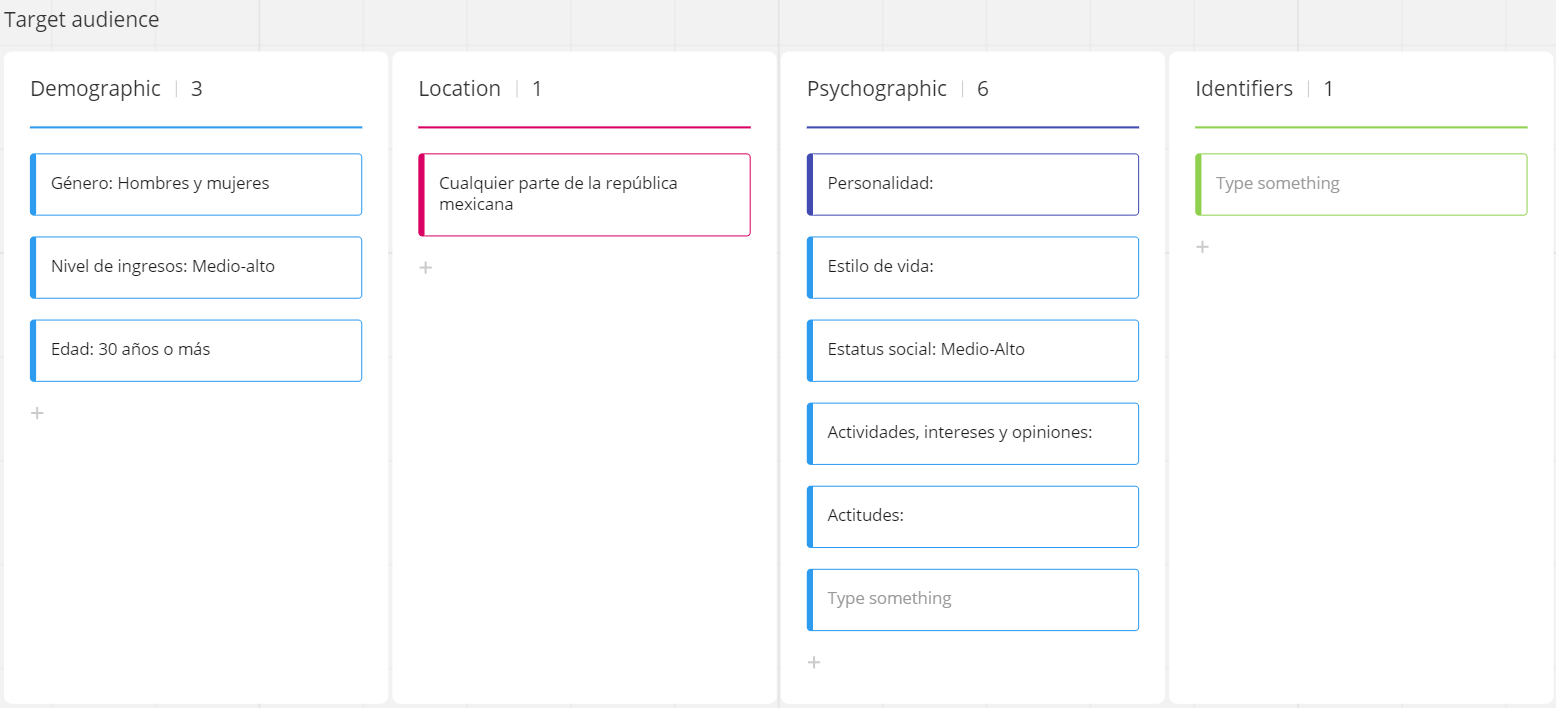 Target audience
Demographic | 3
Género: Hombres y mujeres
Nivel de ingresos: Medio-alto
Edad: 30 años o más
+
Location | 1
Cualquier parte de la república
mexicana
+
Psychographic | 6
Personalidad:
Estilo de vida:
Estatus social: Medio-Alto
Actividades, intereses y opiniones:
Actitudes:
Type something
+
Identifiers | 1
Type something
+